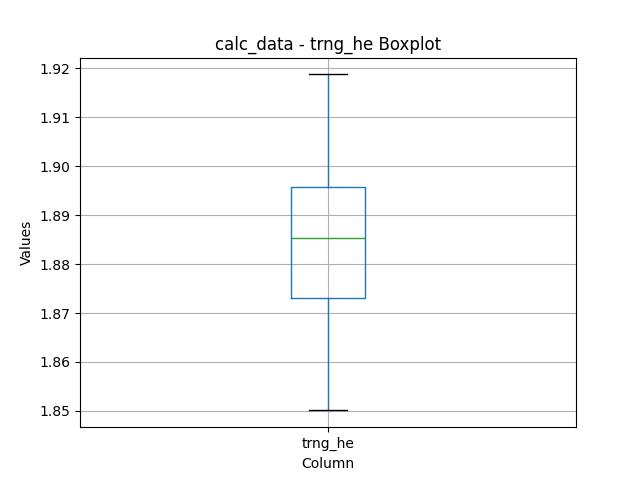 calc_data - trng_he Boxplot
1.92
1.91
1.90
1.89
1.88
1.87
1.86
1.85
Values
trng_he
Column